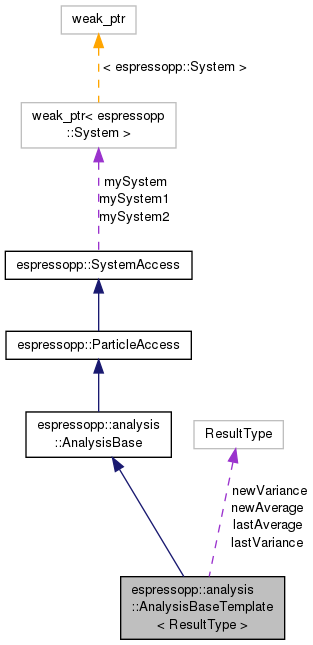 weak_ptr
< espressopp::System >
weak_ptr< espressopp
::System >
mySystem
mySystem1
mySystem2
espressopp::SystemAccess
espressopp::ParticleAccess
espressopp::analysis
::AnalysisBase
ResultType
newVariance
newAverage
lastAverage
lastVariance
espressopp::analysis
::AnalysisBaseTemplate
< ResultType >